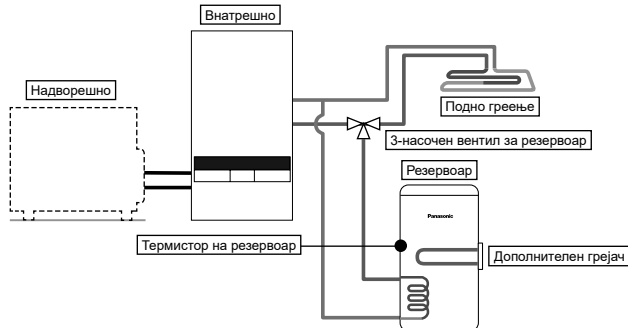 Внатрешно
Надворешно
Подно греење
3-насочен вентил за резервоар
Резервоар
Panasonic
Термистор на резервоар
Дополнителен грејач